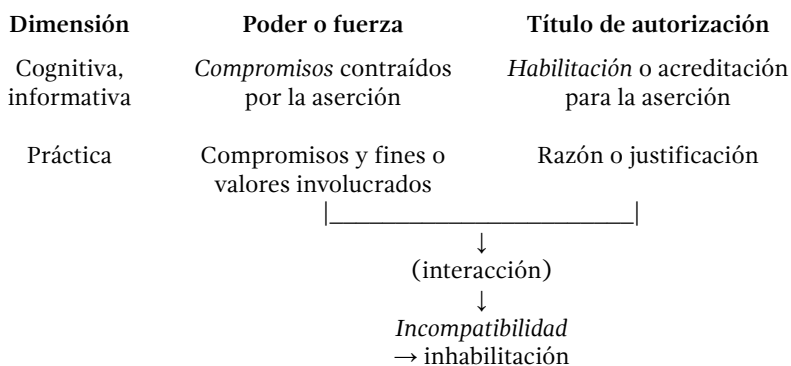 Dimensión Poder o fuerza Título de autorización
Cognitiva, Compromisos contraídos Habilitación o acreditación
informativa por la aserción para la aserción
Práctica Compromisos y fines o Razón o justificación
valores involucrados
|_______________________|
↓
(interacción)
↓
Incompatibilidad
→ inhabilitación